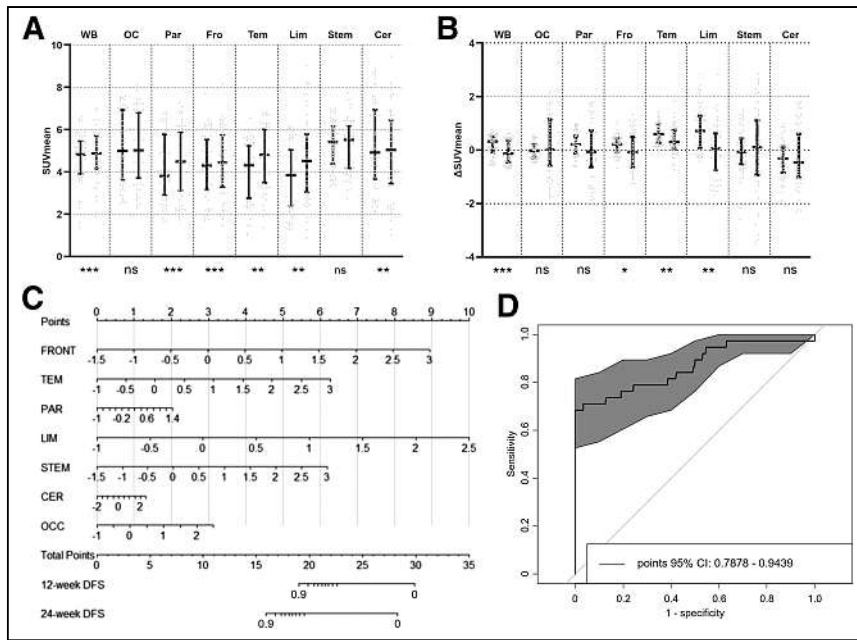 A
WB OC Par Fro Tem Lim Stem Cer
10
8
6
4
2
0
SUVmean
*** ns *** *** ** ** ns **
B
WB OC Par Fro Tem Lim Stem Cer
4
2
0
-2
-4
ΔSUVmean
*** ns ns * ** ** ns ns
C
0 1 2 3 4 5 6 7 8 9 10
Points
FRONT
-1.5 -1 -0.5 0 0.5 1 1.5 2 2.5 3
TEM
-1 -0.5 0 0.5 1 1.5 2 2.5 3
PAR
-1 -0.2 0.6 1.4
LIM
-1 -0.5 0 0.5 1 1.5 2 2.5
STEM
-1.5 -1 -0.5 0 0.5 1 1.5 2 2.5 3
CER
-2 0 2
OCC
-1 0 1 2
Total Points
0 5 10 15 20 25 30 35
12-week DFS
0.9 0
24-week DFS
0.9 0
D
1.0
0.8
0.6
0.4
0.2
0.0
Sensitivity
points 95% CI: 0.7878 - 0.9439
0 0.2 0.4 0.6 0.8 1.0
1 - specificity